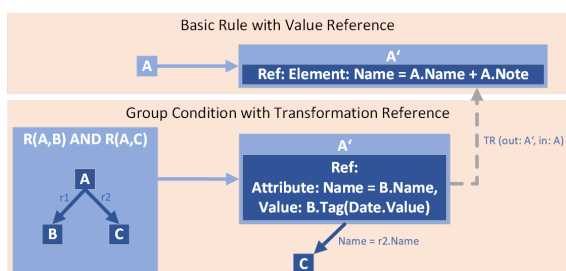 Basic Rule with Value Reference
A
A‘
Ref: Element: Name = A.Name + A.Note
Group Condition with Transformation Reference
R(A,B) AND R(A,C)
A
r1
r2
B
C
A‘
Ref:
Attribute: Name = B.Name,
Value: B.Tag(Date.Value)
TR (out: A‘, in: A)
Name = r2.Name
C